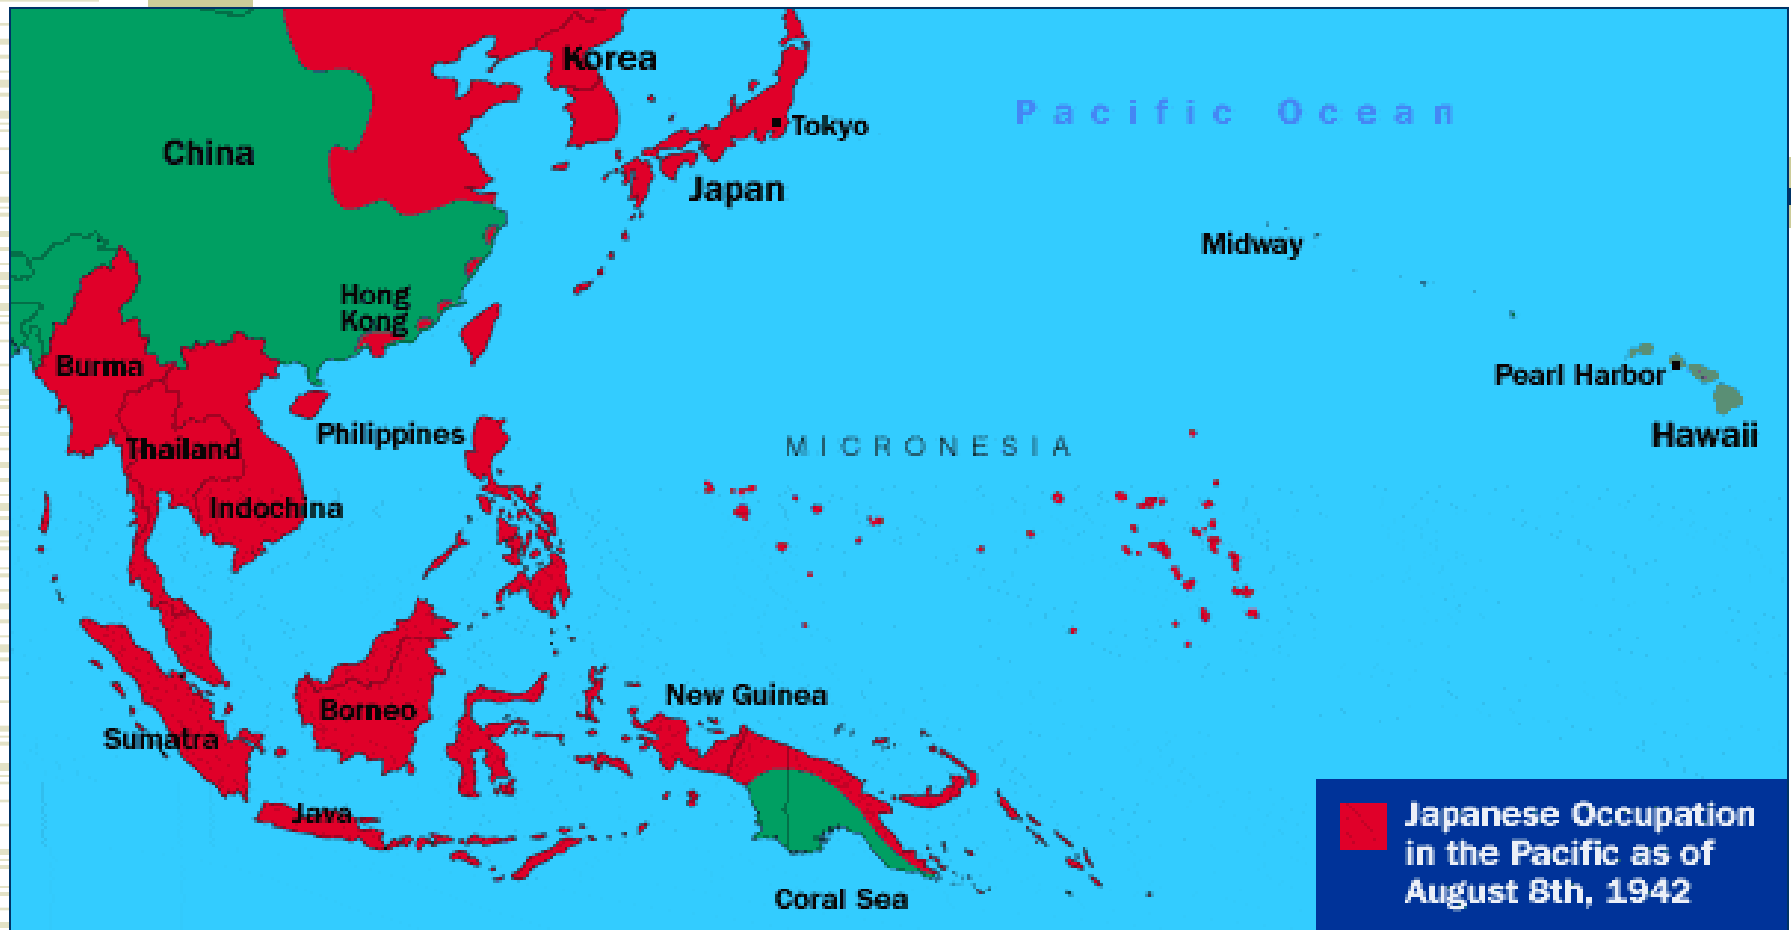 Korea
Pacific Ocean
Tokyo
China
Japan
Midway
Hong
Kong
Burma
Pearl Harbor
Philippines
Hawaii
Thailand
MICRONESIA
Indochina
New Guinea
Borneo
Sumatra
Java
Coral Sea
Japanese Occupation
in the Pacific as of
August 8th, 1942